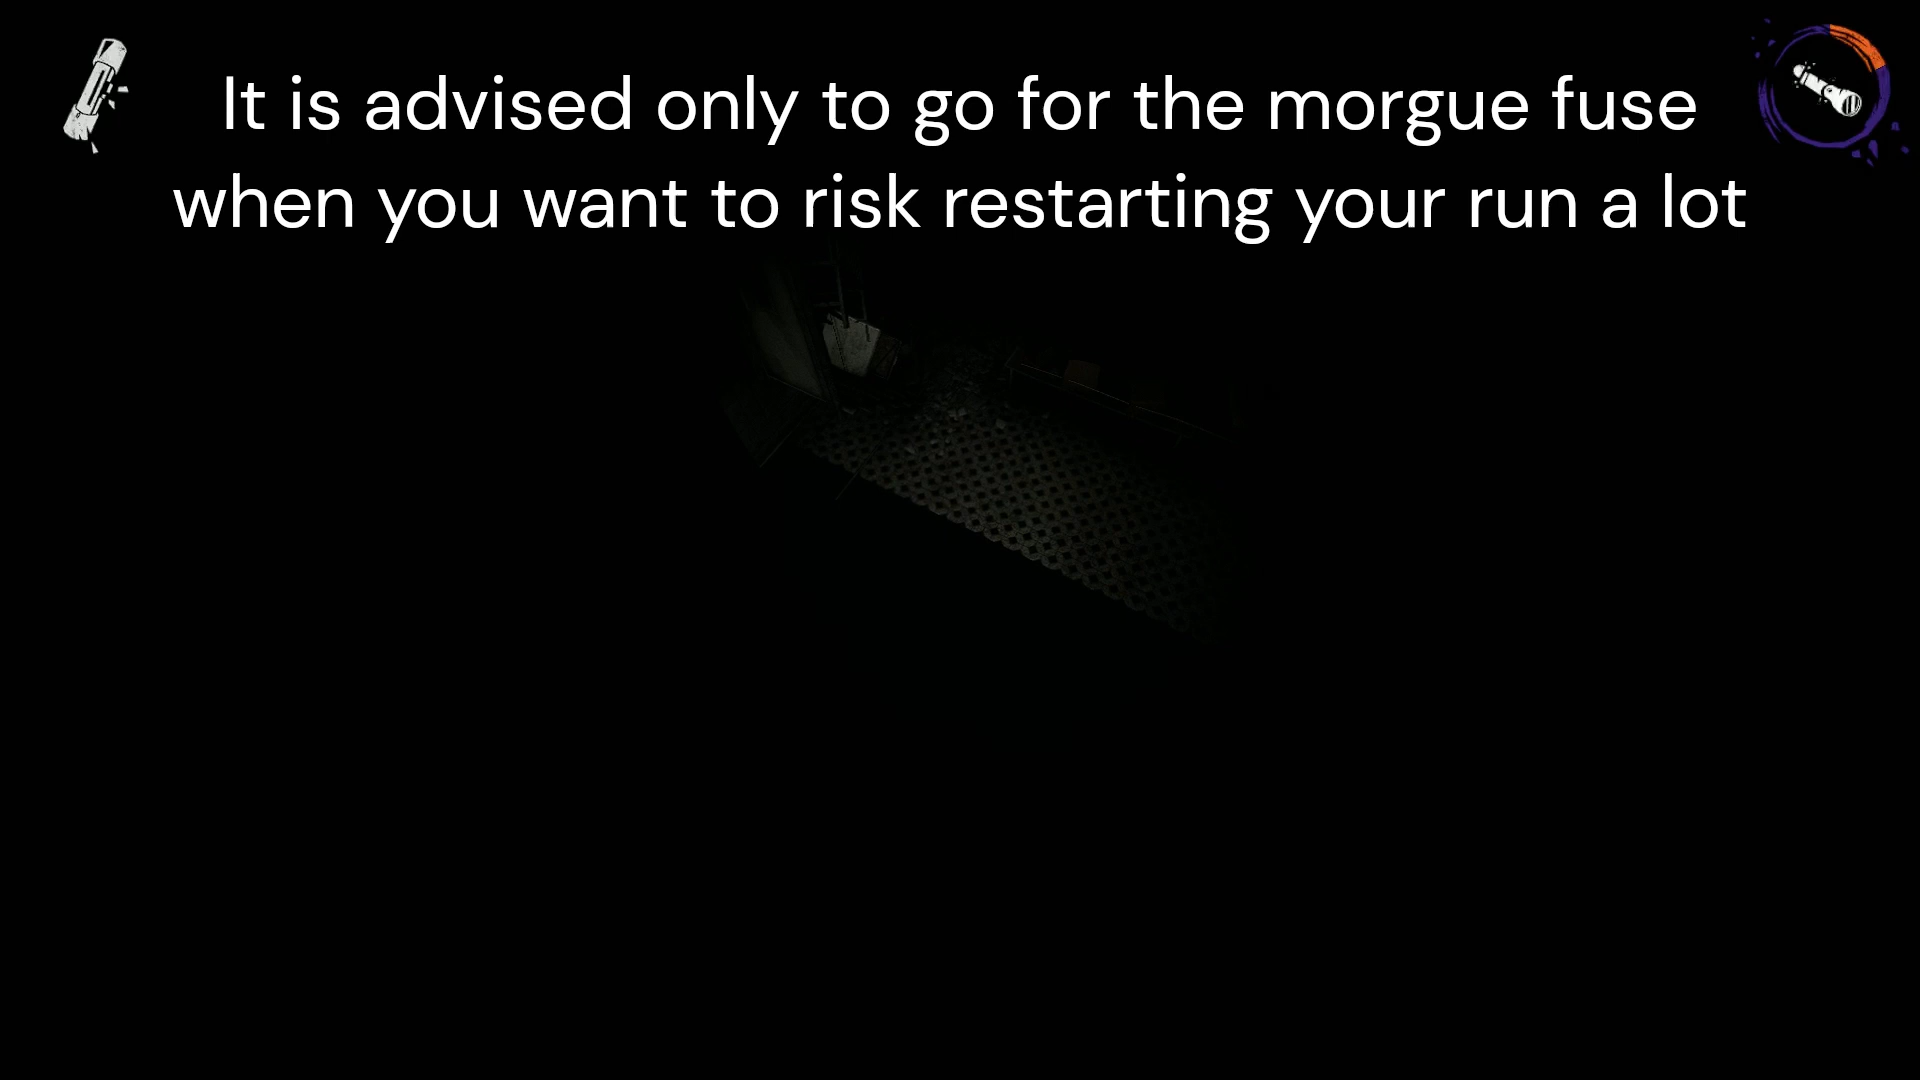 It is advised only to go for the morgue fuse
when you want to risk restarting your run a lot